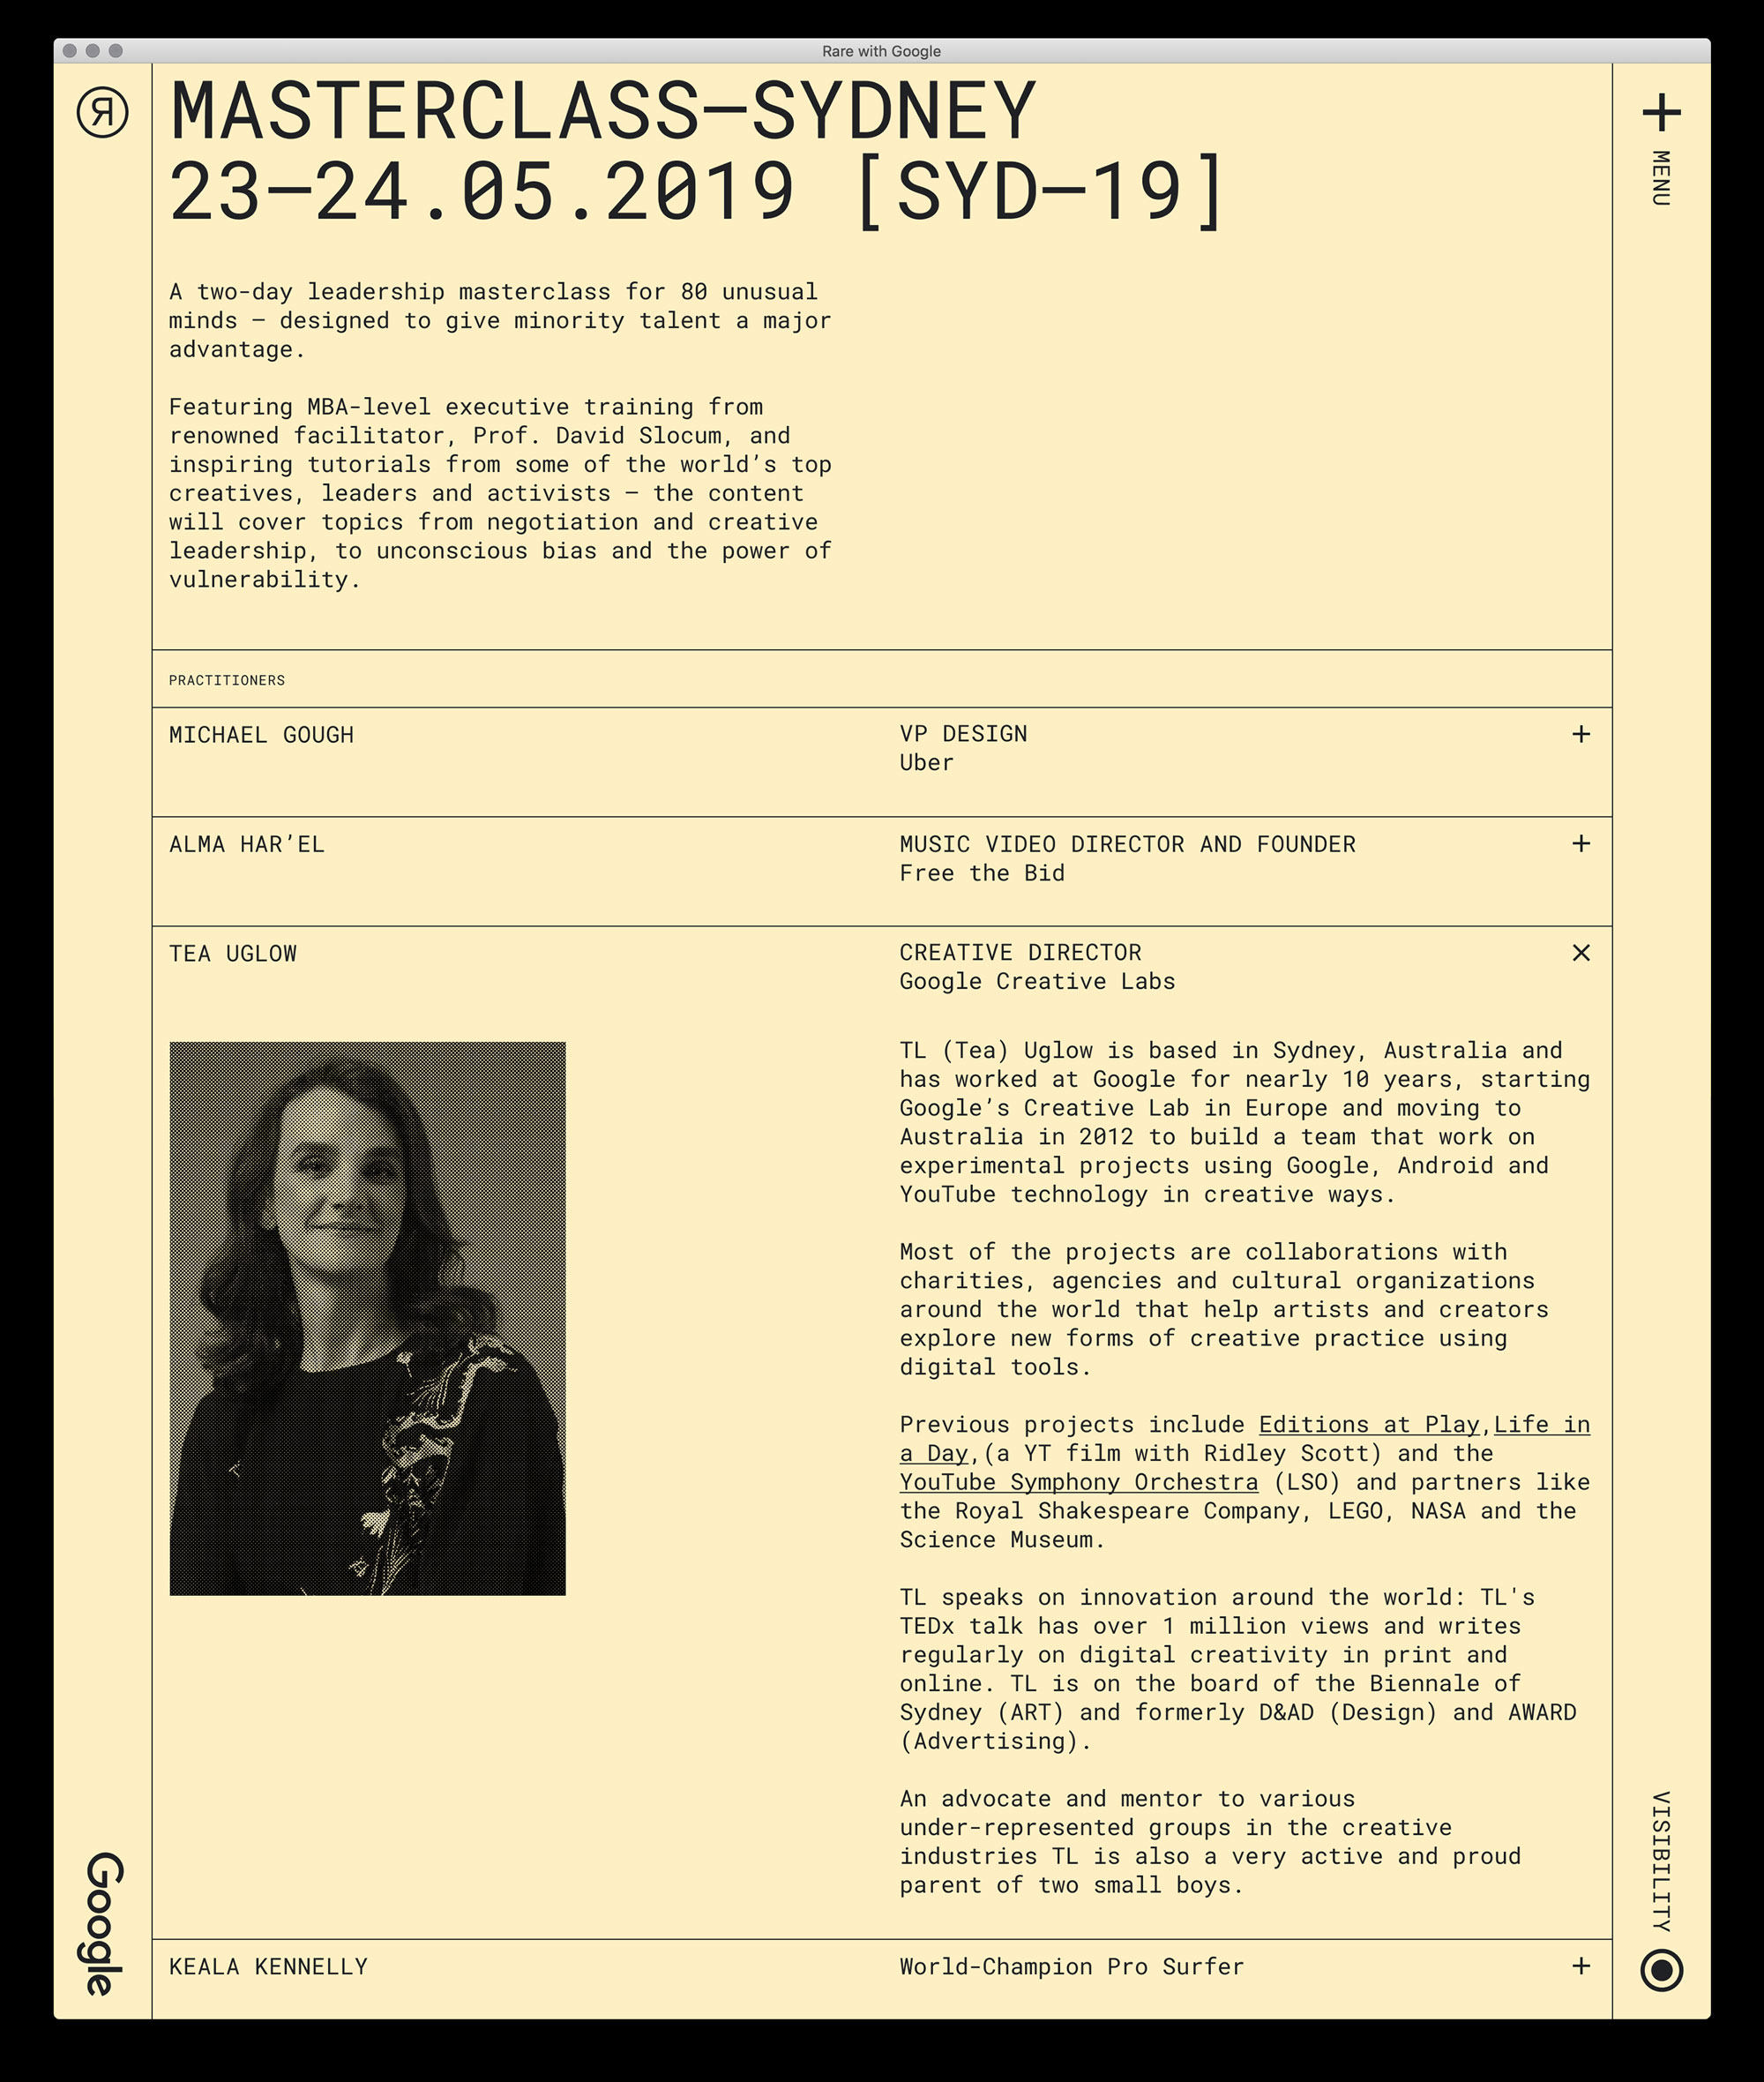 Rare with Google
R
MASTERCLASS—SYDNEY
23—24.05.2019 [SYD—19]
MENU
A two-day leadership masterclass for 80 unusual
minds — designed to give minority talent a major
advantage.
Featuring MBA-level executive training from
renowned facilitator, Prof. David Slocum, and
inspiring tutorials from some of the world’s top
creatives, leaders and activists — the content
will cover topics from negotiation and creative
leadership, to unconscious bias and the power of
vulnerability.
PRACTITIONERS
MICHAEL GOUGH
VP DESIGN
Uber
ALMA HAR’EL
MUSIC VIDEO DIRECTOR AND FOUNDER
Free the Bid
TEA UGLOW
CREATIVE DIRECTOR
Google Creative Labs
TL (Tea) Uglow is based in Sydney, Australia and
has worked at Google for nearly 10 years, starting
Google’s Creative Lab in Europe and moving to
Australia in 2012 to build a team that work on
experimental projects using Google, Android and
YouTube technology in creative ways.
Most of the projects are collaborations with
charities, agencies and cultural organizations
around the world that help artists and creators
explore new forms of creative practice using
digital tools.
Previous projects include Editions at Play,Life in
a Day,(a YT film with Ridley Scott) and the
YouTube Symphony Orchestra (LSO) and partners like
the Royal Shakespeare Company, LEGO, NASA and the
Science Museum.
TL speaks on innovation around the world: TL's
TEDx talk has over 1 million views and writes
regularly on digital creativity in print and
online. TL is on the board of the Biennale of
Sydney (ART) and formerly D&AD (Design) and AWARD
(Advertising).
An advocate and mentor to various
under-represented groups in the creative
industries TL is also a very active and proud
parent of two small boys.
KEALA KENNELLY
World-Champion Pro Surfer
Google
VISIBILITY